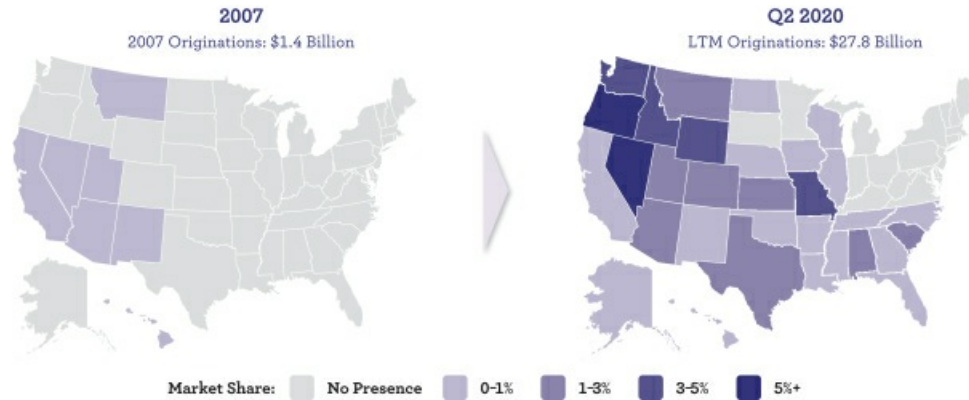 2007
2007 Originations: $1.4 Billion
Q2 2020
LTM Originations: $27.8 Billion
Market Share: No Presence 0-1% 1-3% 3-5% 5%+